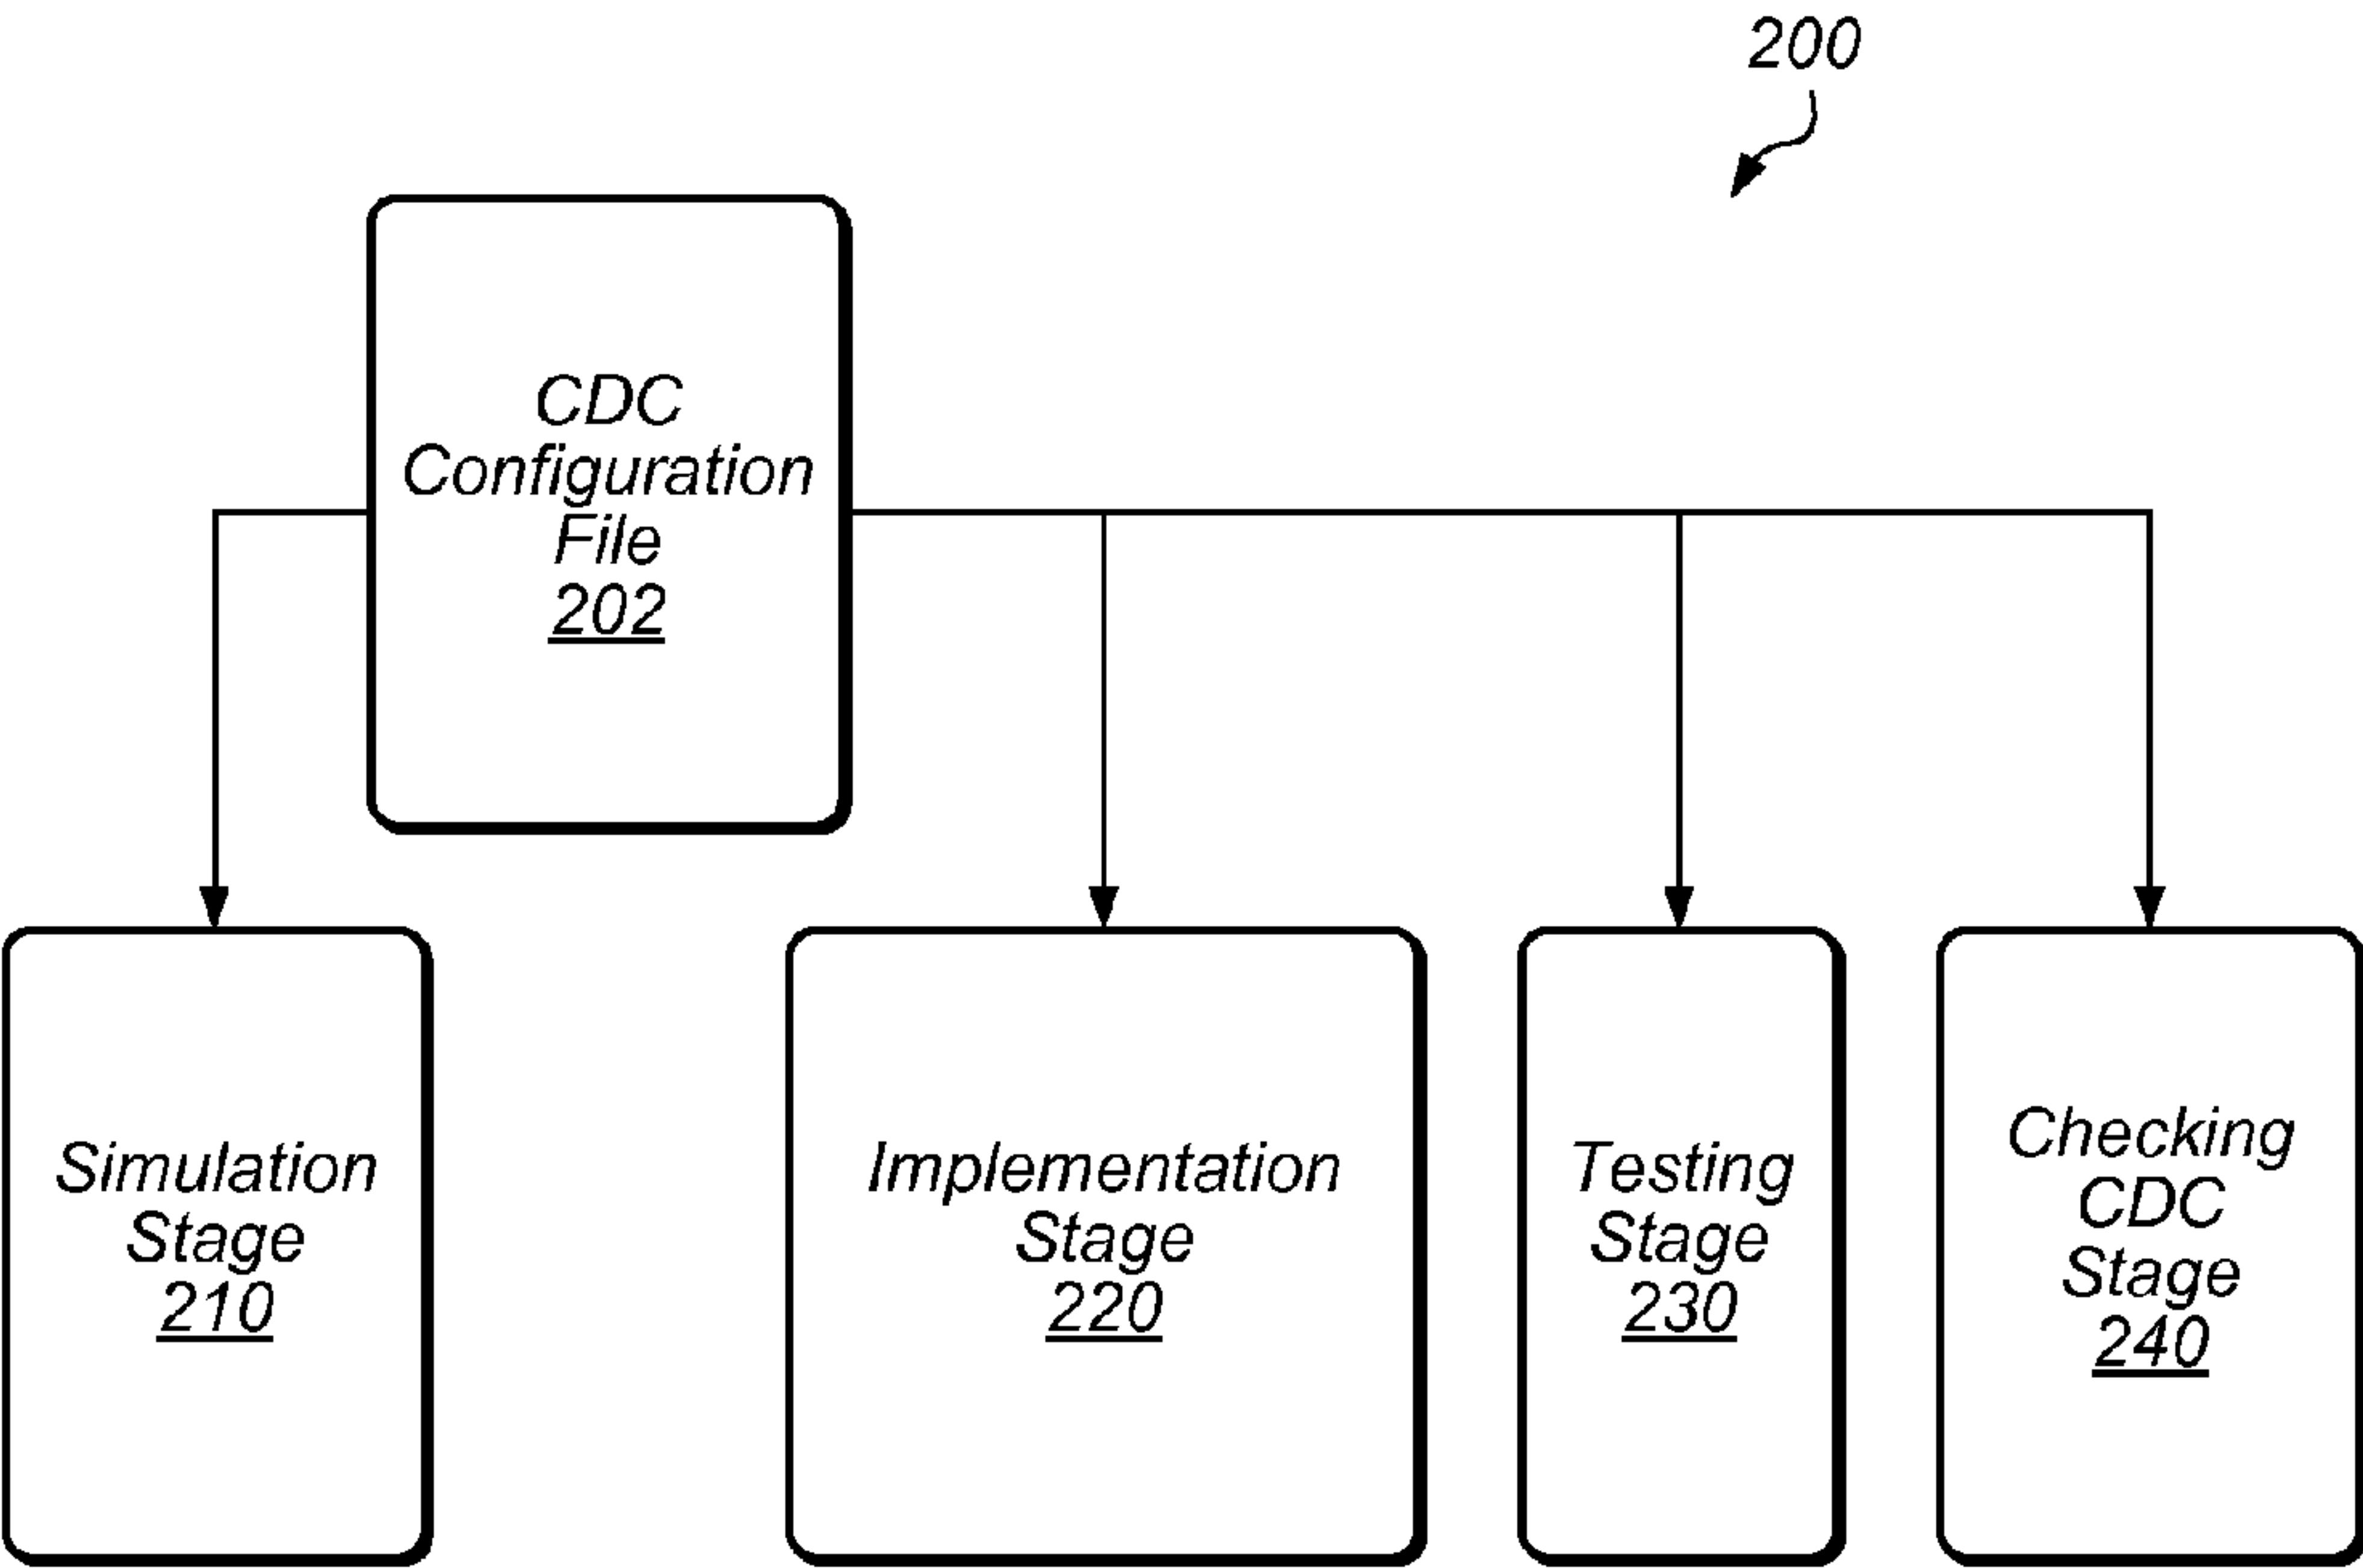 200
CDC
Configuration
File
202
Simulation
Stage
210
Implementation
Stage
220
Testing
Stage
230
Checking
CDC
Stage
240